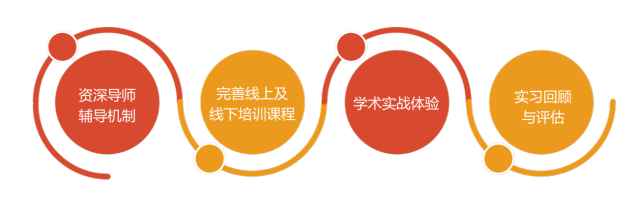 资深导师
辅导机制
完善线上及
线下培训课程
学术实战体验
实习回顾
与评估